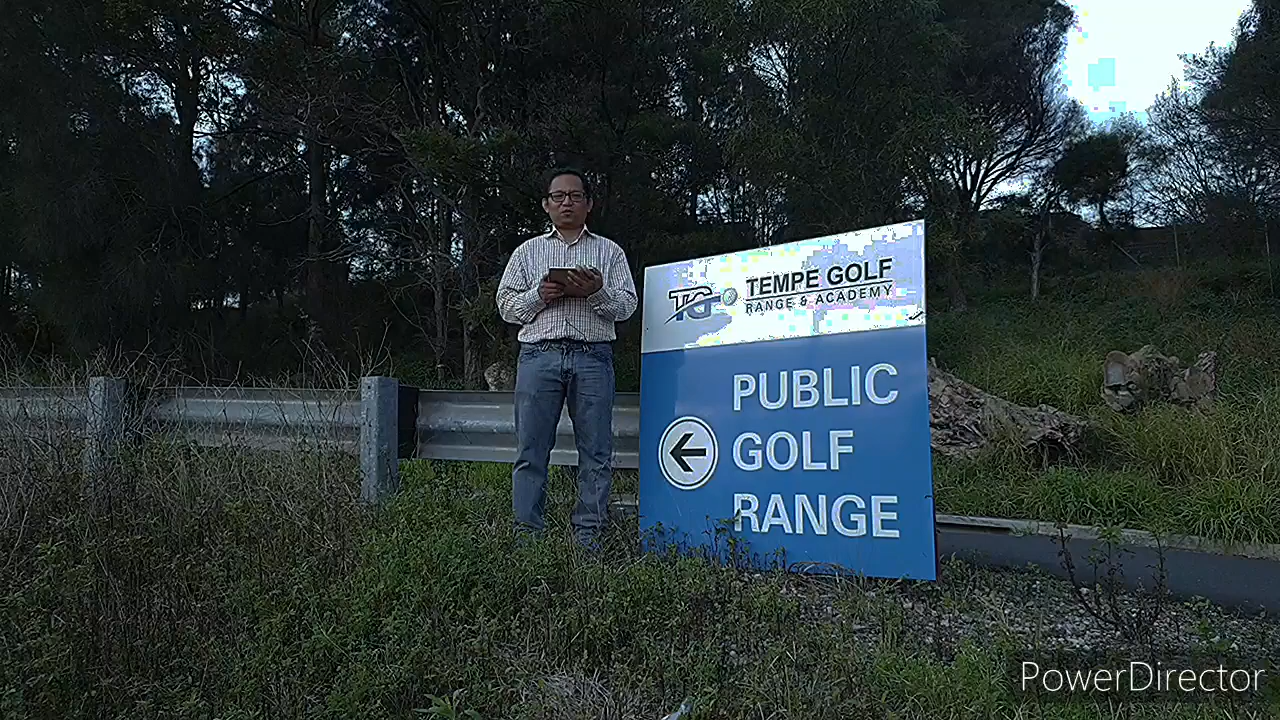 TG
TEMPE GOLF
RANGE & ACADEMY
PUBLIC
GOLF
RANGE
PowerDirector